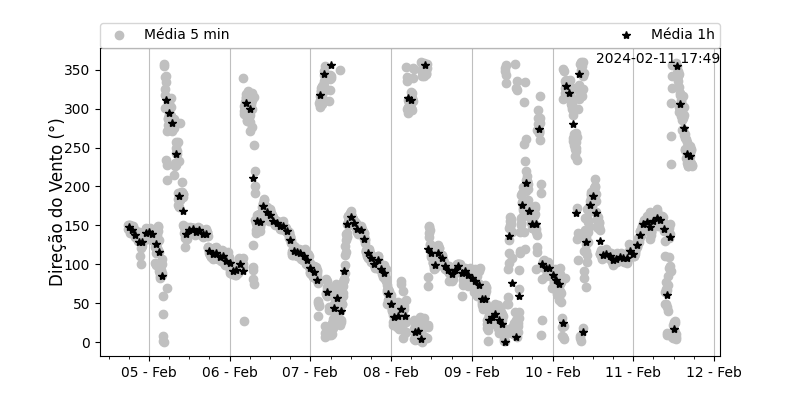 Média 5 min
Média 1h
2024-02-11 17:49
Direção do Vento (°)
350
300
250
200
150
100
50
0
05 - Feb
06 - Feb
07 - Feb
08 - Feb
09 - Feb
10 - Feb
11 - Feb
12 - Feb